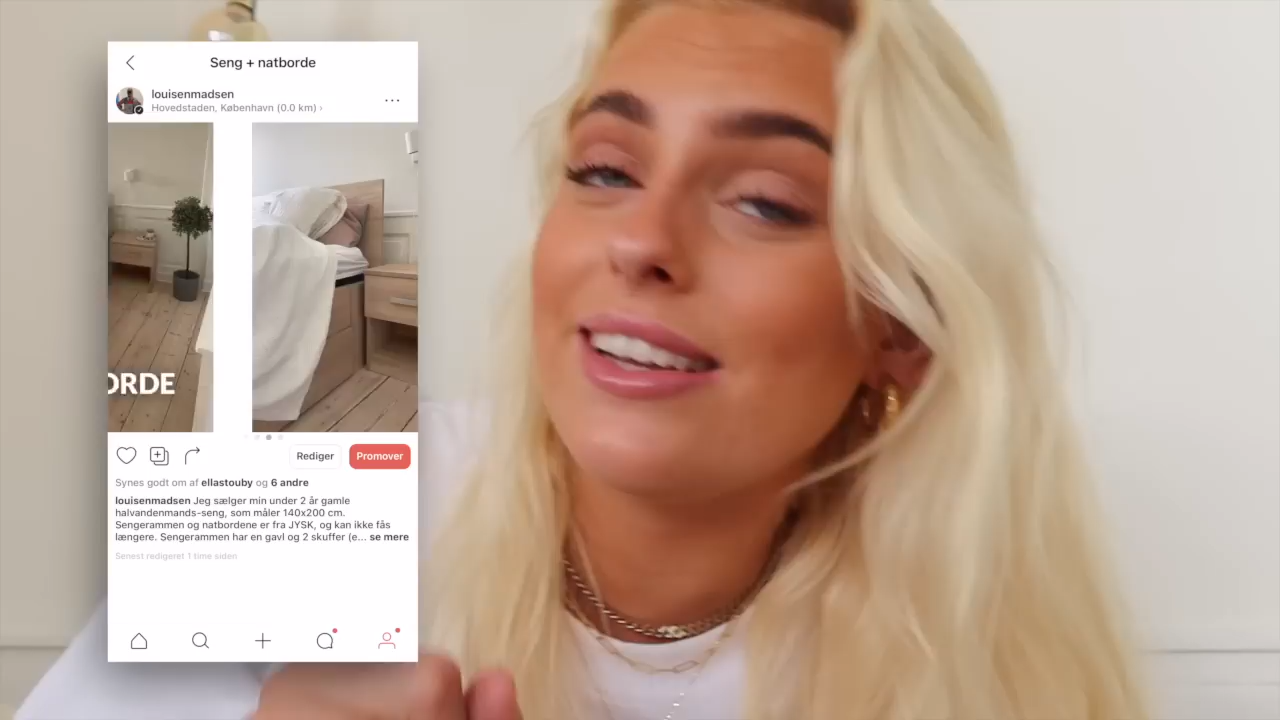 Seng + natborde
louisenmadsen
Hovedstaden, København (0.0 km) ›
ORDE
Rediger
Promover
Synes godt om af ellastouby og 6 andre
louisenmadsen Jeg sælger min under 2 år gamle
halvandenmands-seng, som måler 140x200 cm.
Sengerammen og natbordene er fra JYSK, og kan ikke fås
længere. Sengerammen har en gavl og 2 skuffer (e... se mere
Senest redigeret 1 time siden